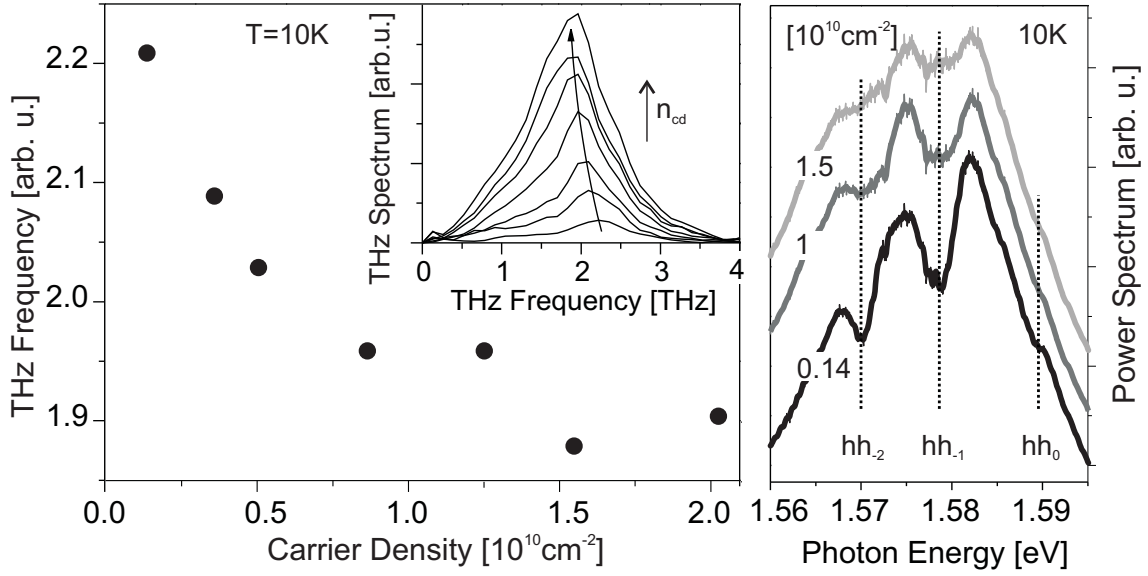 T=10K
THz Frequency [arb. u.]
2.2
2.1
2.0
1.9
0.0
0.5
1.0
1.5
2.0
Carrier Density [10^10cm^-2]
THz Spectrum [arb.u.]
n_cd
0
1
2
3
4
THz Frequency [THz]
[10^10cm^-2]
10K
1.5
1
0.14
hh_-2
hh_-1
hh_0
1.56
1.57
1.58
1.59
Photon Energy [eV]
Power Spectrum [arb. u.]